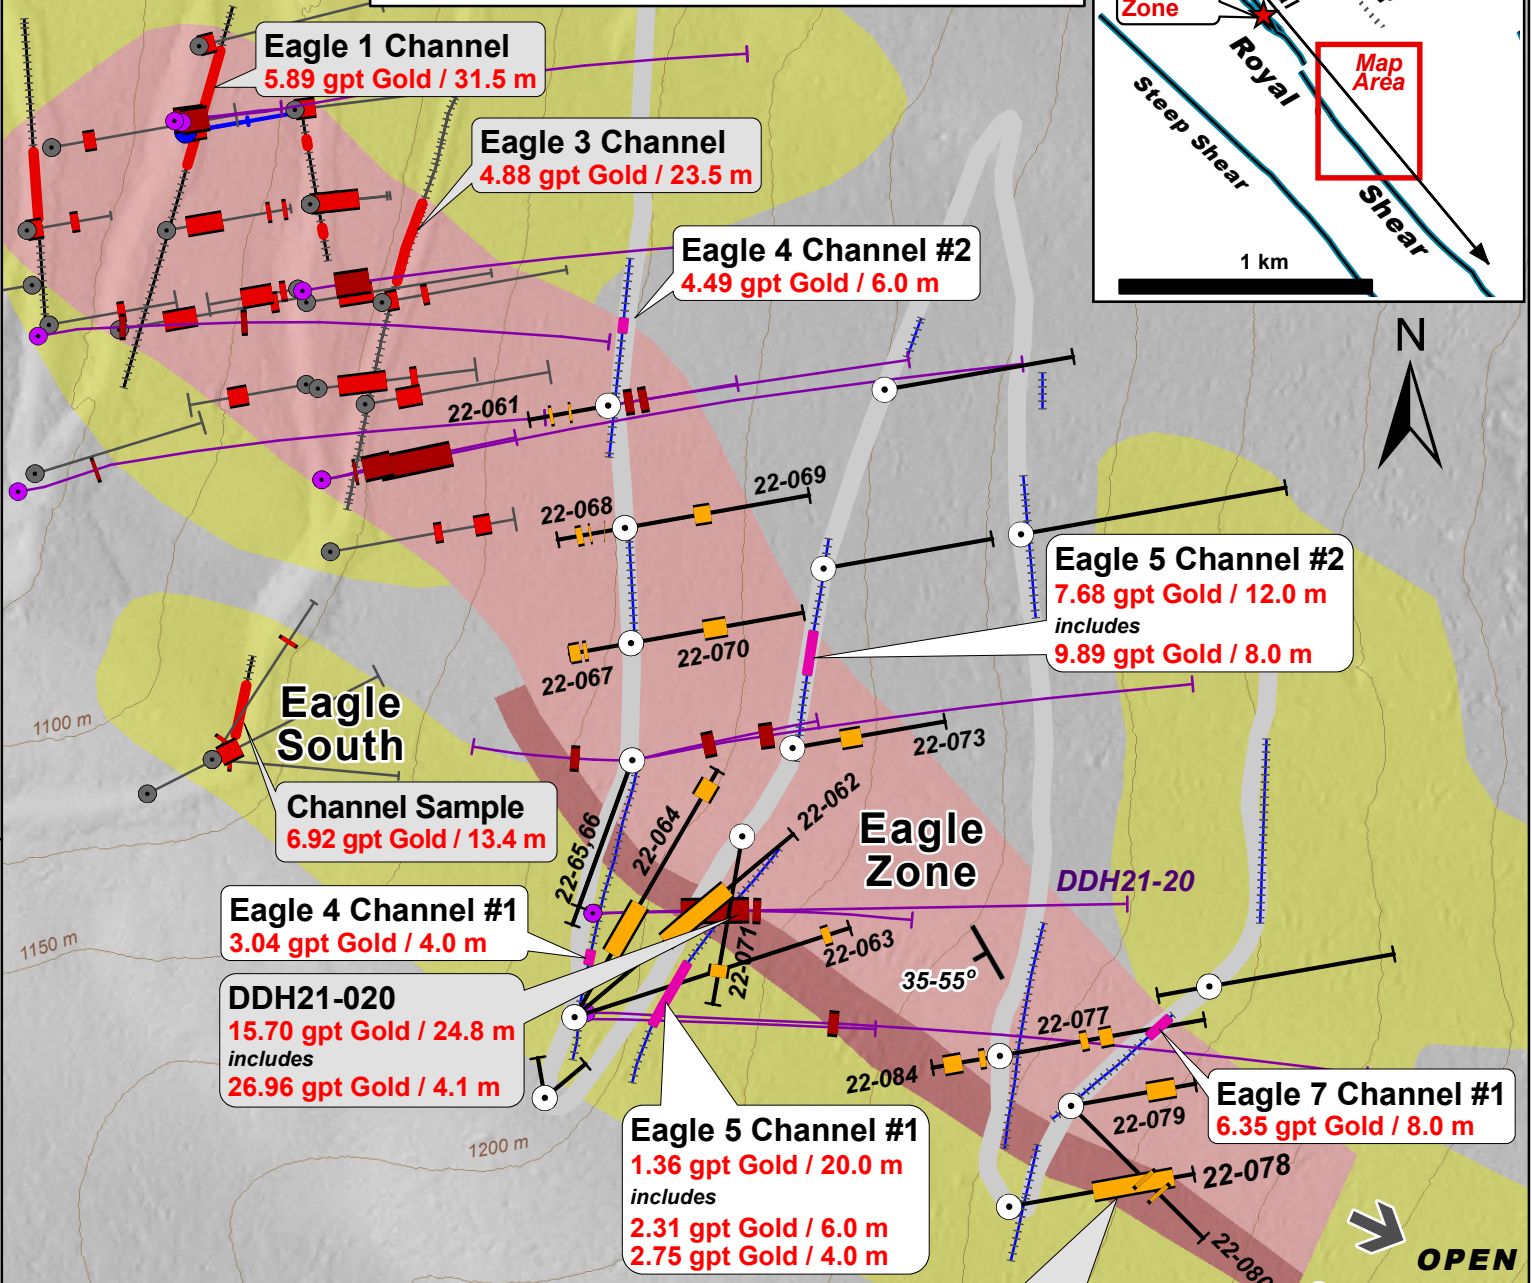 Eagle 1 Channel
5.89 gpt Gold / 31.5 m
Zone
Royal
Map
Area
Steep Shear
Shear
1 km
Eagle 3 Channel
4.88 gpt Gold / 23.5 m
Eagle 4 Channel #2
4.49 gpt Gold / 6.0 m
N
22-061
22-069
22-068
Eagle 5 Channel #2
7.68 gpt Gold / 12.0 m
includes
9.89 gpt Gold / 8.0 m
22-070
22-067
Eagle
South
1100 m
22-073
Channel Sample
6.92 gpt Gold / 13.4 m
22-65,66
22-064
22-062
Eagle
Zone
DDH21-20
Eagle 4 Channel #1
3.04 gpt Gold / 4.0 m
1150 m
22-063
22-071
35-55º
DDH21-020
15.70 gpt Gold / 24.8 m
includes
26.96 gpt Gold / 4.1 m
22-077
22-084
22-079
Eagle 7 Channel #1
6.35 gpt Gold / 8.0 m
1200 m
Eagle 5 Channel #1
1.36 gpt Gold / 20.0 m
includes
2.31 gpt Gold / 6.0 m
2.75 gpt Gold / 4.0 m
22-078
22-080
OPEN